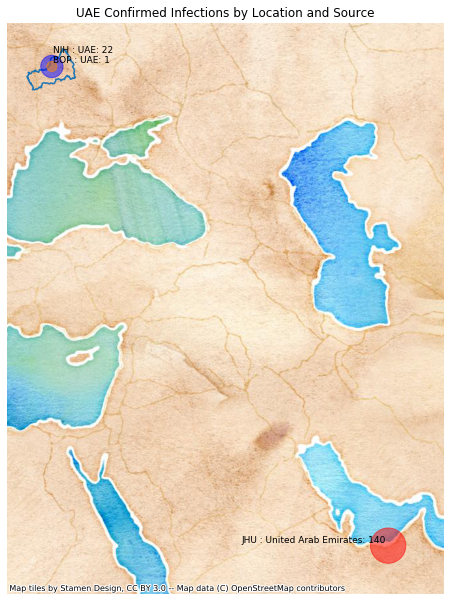 UAE Confirmed Infections by Location and Source
NIH : UAE: 22
BOP : UAE: 1
JHU : United Arab Emirates: 140
Map tiles by Stamen Design, CC BY 3.0 -- Map data (C) OpenStreetMap contributors